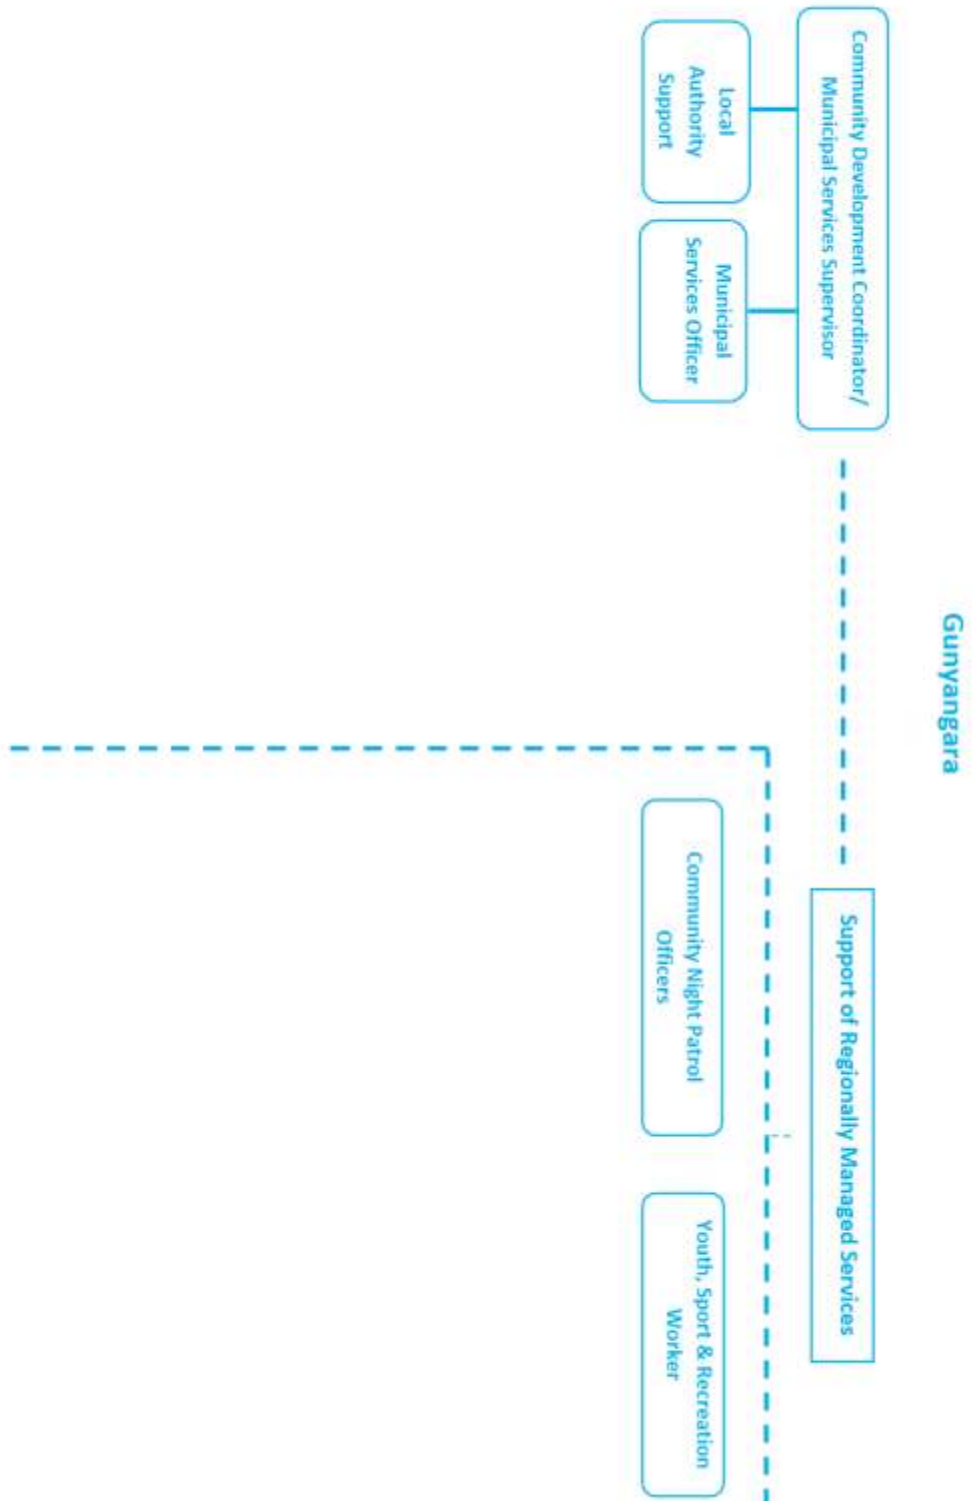 Gunyangara
Community Development Coordinator/
Municipal Services Supervisor
Support of Regionally Managed Services
Local
Authority
Support
Municipal
Services Officer
Community Night Patrol
Officers
Youth, Sport & Recreation
Worker